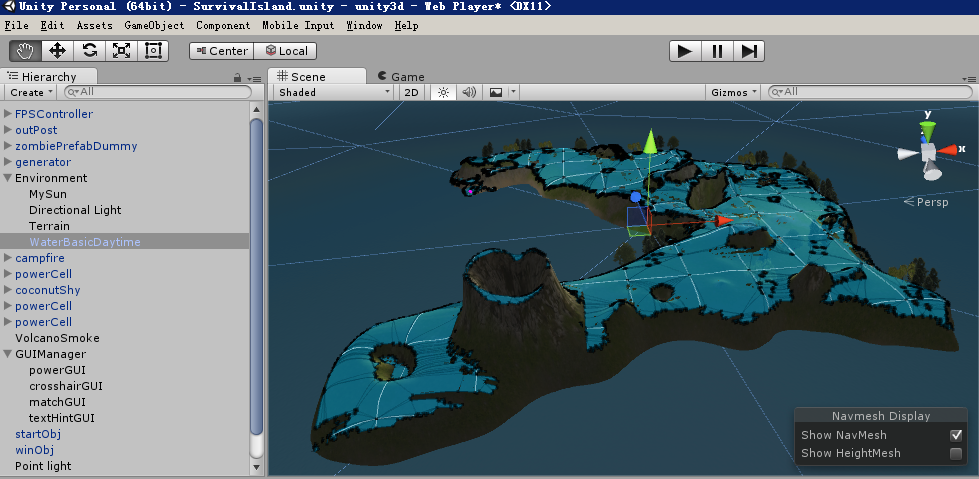 Unity Personal (64bit) - SurvivalIsland.unity - unity3d - Web Player* <DX11>
File Edit Assets GameObject Component Mobile Input Window Help
Center Local
Hierarchy
Create All
FPSController
outPost
zombiePrefabDummy
generator
Environment
MySun
Directional Light
Terrain
WaterBasicDaytime
campfire
powerCell
coconutShy
powerCell
powerCell
VolcanoSmoke
GUIManager
powerGUI
crosshairGUI
matchGUI
textHintGUI
startObj
winObj
Point light
Scene Game
Shaded 2D Gizmos All
y
x
Persp
Navmesh Display
Show NavMesh
Show HeightMesh